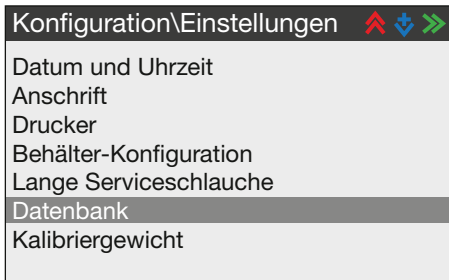 Konfiguration\Einstellungen
Datum und Uhrzeit
Anschrift
Drucker
Behälter-Konfiguration
Lange Serviceschlauche
Datenbank
Kalibriergewicht